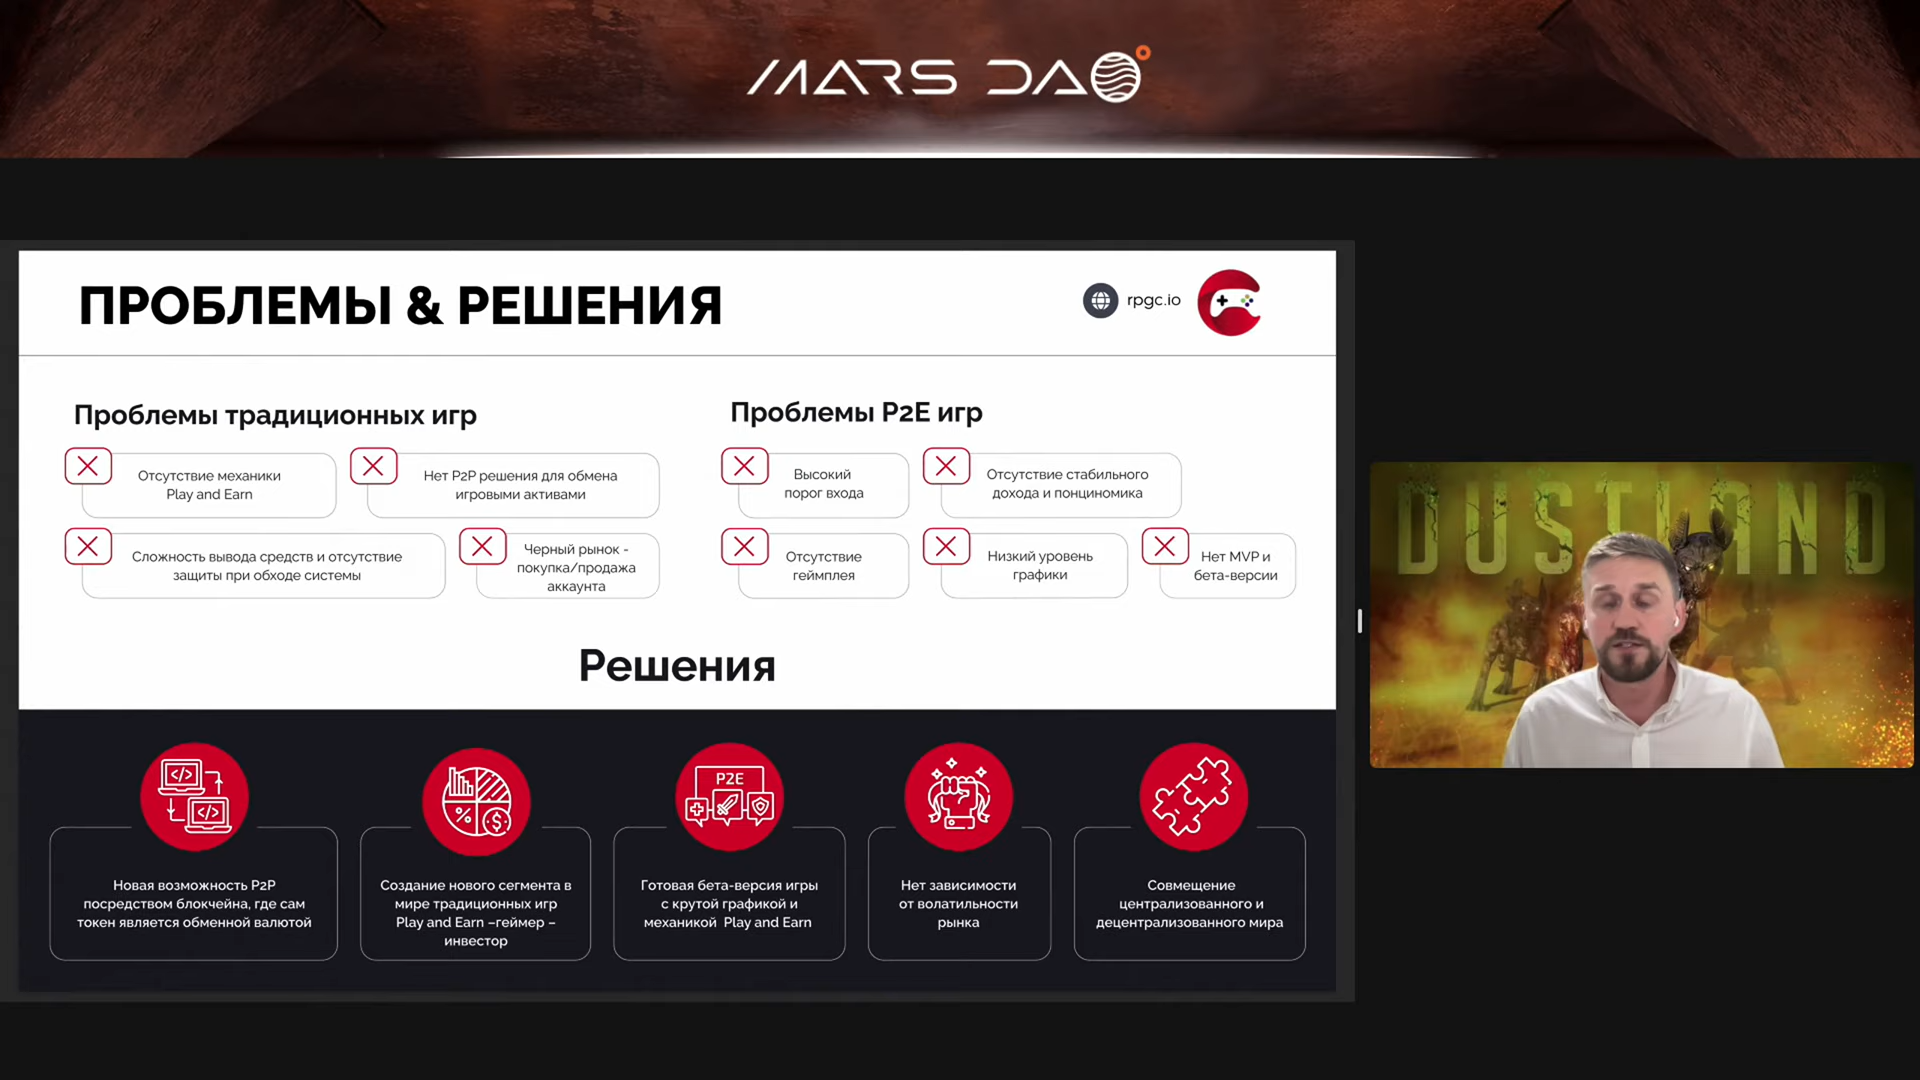 MARS DAO
ПРОБЛЕМЫ & РЕШЕНИЯ
rpgc.io
Проблемы традиционных игр
Отсутствие механики
Play and Earn
Нет P2P решения для обмена
игровыми активами
Сложность вывода средств и отсутствие
защиты при обходе системы
Черный рынок -
покупка/продажа
аккаунта
Проблемы P2E игр
Высокий
порог входа
Отсутствие стабильного
дохода и понциномика
Отсутствие
геймплея
Низкий уровень
графики
Нет MVP и
бета-версии
DUSTLAND
Решения
Новая возможность P2P
посредством блокчейна, где сам
токен является обменной валютой
Создание нового сегмента в
мире традиционных игр
Play and Earn –геймер –
инвестор
P2E
Готовая бета-версия игры
с крутой графикой и
механикой Play and Earn
Нет зависимости
от волатильности
рынка
Совмещение
централизованного и
децентрализованного мира